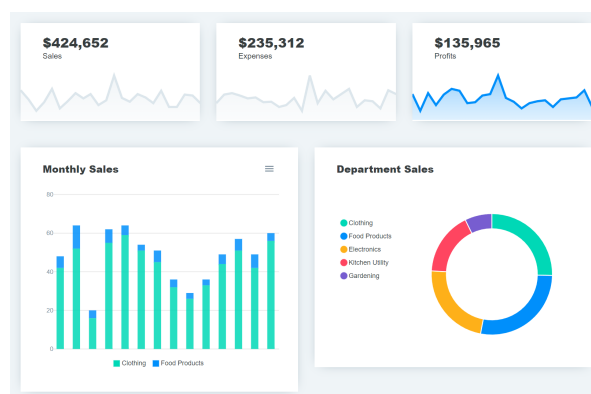 $424,652
Sales
$235,312
Expenses
$135,965
Profits
Monthly Sales
80
60
40
20
0
Clothing Food Products
Department Sales
Clothing
Food Products
Electronics
Kitchen Utility
Gardening